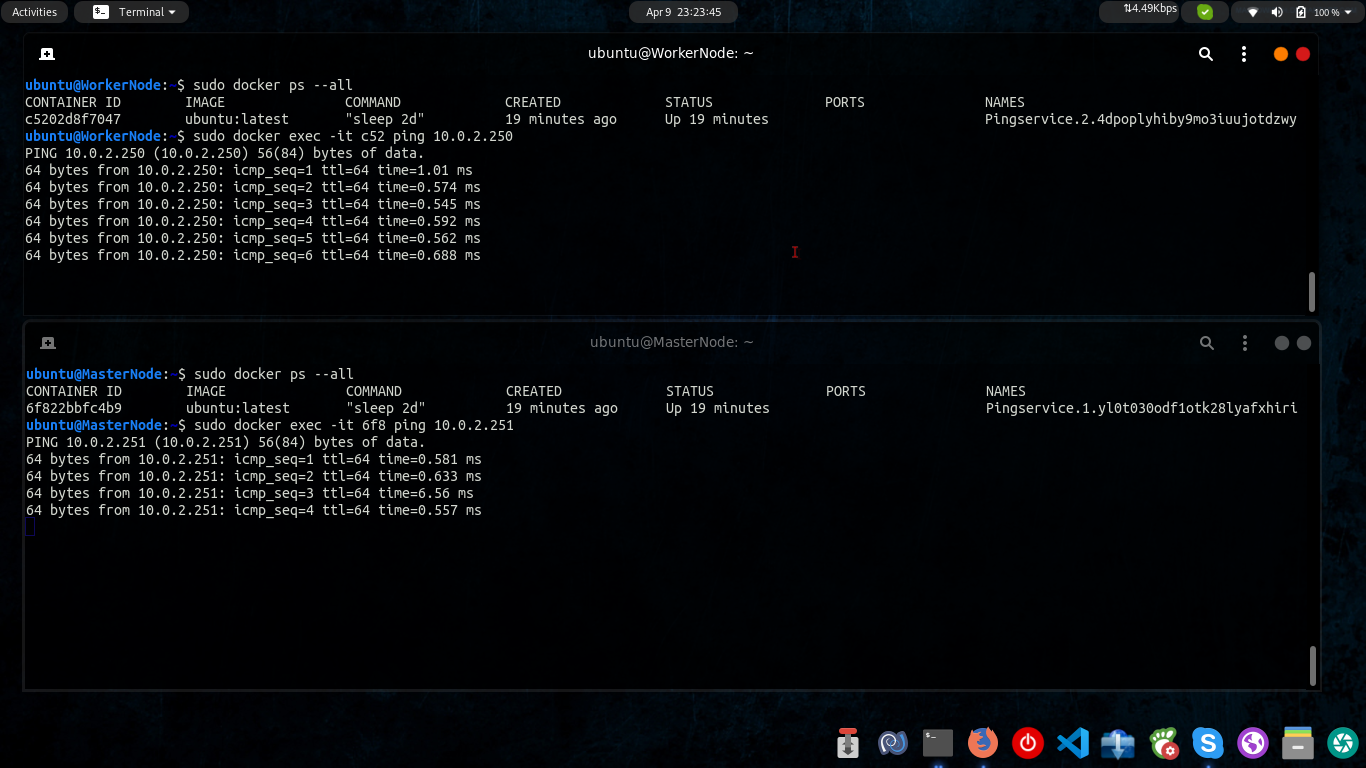 Activities Terminal Apr 9 23:23:45 ⇅4.49Kbps 100 %
ubuntu@WorkerNode: ~
ubuntu@WorkerNode:~$ sudo docker ps --all
CONTAINER ID IMAGE COMMAND CREATED STATUS PORTS NAMES
c5202d8f7047 ubuntu:latest "sleep 2d" 19 minutes ago Up 19 minutes Pingservice.2.4dpoplyhiby9mo3iuujotdzwy
ubuntu@WorkerNode:~$ sudo docker exec -it c52 ping 10.0.2.250
PING 10.0.2.250 (10.0.2.250) 56(84) bytes of data.
64 bytes from 10.0.2.250: icmp_seq=1 ttl=64 time=1.01 ms
64 bytes from 10.0.2.250: icmp_seq=2 ttl=64 time=0.574 ms
64 bytes from 10.0.2.250: icmp_seq=3 ttl=64 time=0.545 ms
64 bytes from 10.0.2.250: icmp_seq=4 ttl=64 time=0.592 ms
64 bytes from 10.0.2.250: icmp_seq=5 ttl=64 time=0.562 ms
64 bytes from 10.0.2.250: icmp_seq=6 ttl=64 time=0.688 ms
ubuntu@MasterNode: ~
ubuntu@MasterNode:~$ sudo docker ps --all
CONTAINER ID IMAGE COMMAND CREATED STATUS PORTS NAMES
6f822bbfc4b9 ubuntu:latest "sleep 2d" 19 minutes ago Up 19 minutes Pingservice.1.yl0t030odf1otk28lyafxhiri
ubuntu@MasterNode:~$ sudo docker exec -it 6f8 ping 10.0.2.251
PING 10.0.2.251 (10.0.2.251) 56(84) bytes of data.
64 bytes from 10.0.2.251: icmp_seq=1 ttl=64 time=0.581 ms
64 bytes from 10.0.2.251: icmp_seq=2 ttl=64 time=0.633 ms
64 bytes from 10.0.2.251: icmp_seq=3 ttl=64 time=6.56 ms
64 bytes from 10.0.2.251: icmp_seq=4 ttl=64 time=0.557 ms